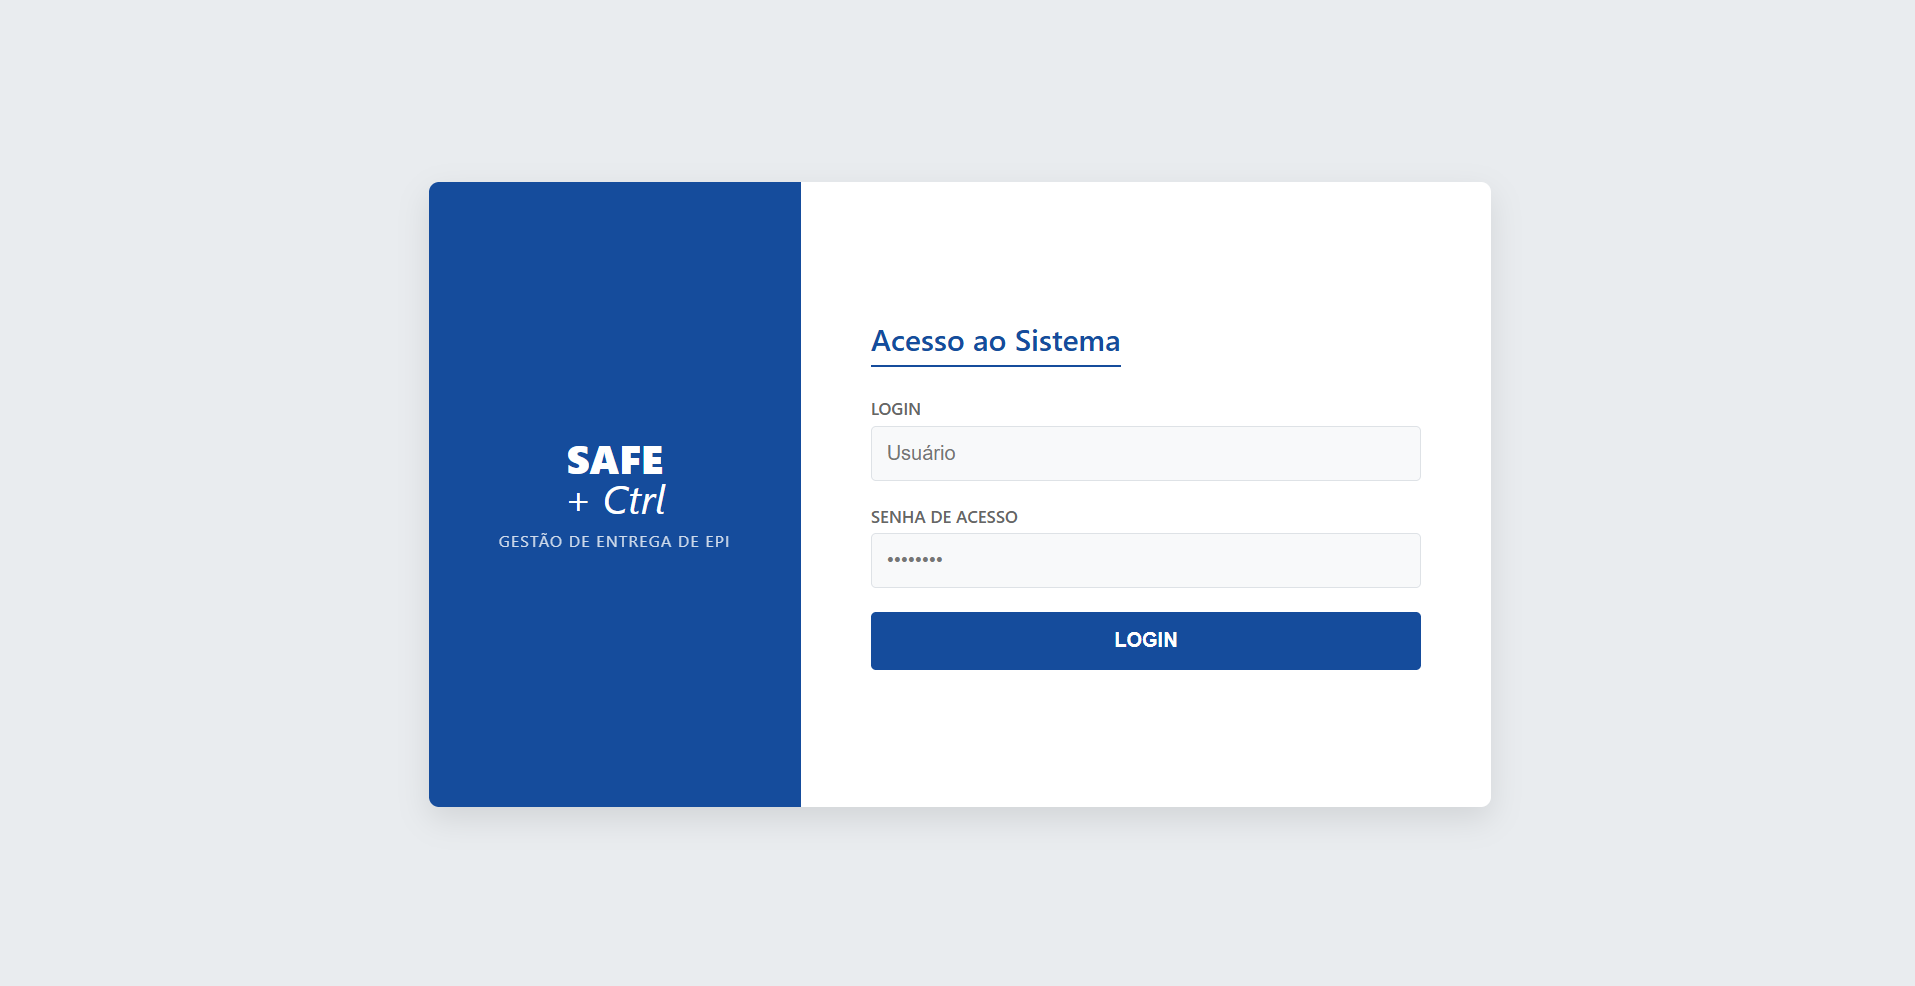 SAFE
+ Ctrl
GESTÃO DE ENTREGA DE EPI
Acesso ao Sistema
LOGIN
Usuário
SENHA DE ACESSO
••••••••
LOGIN